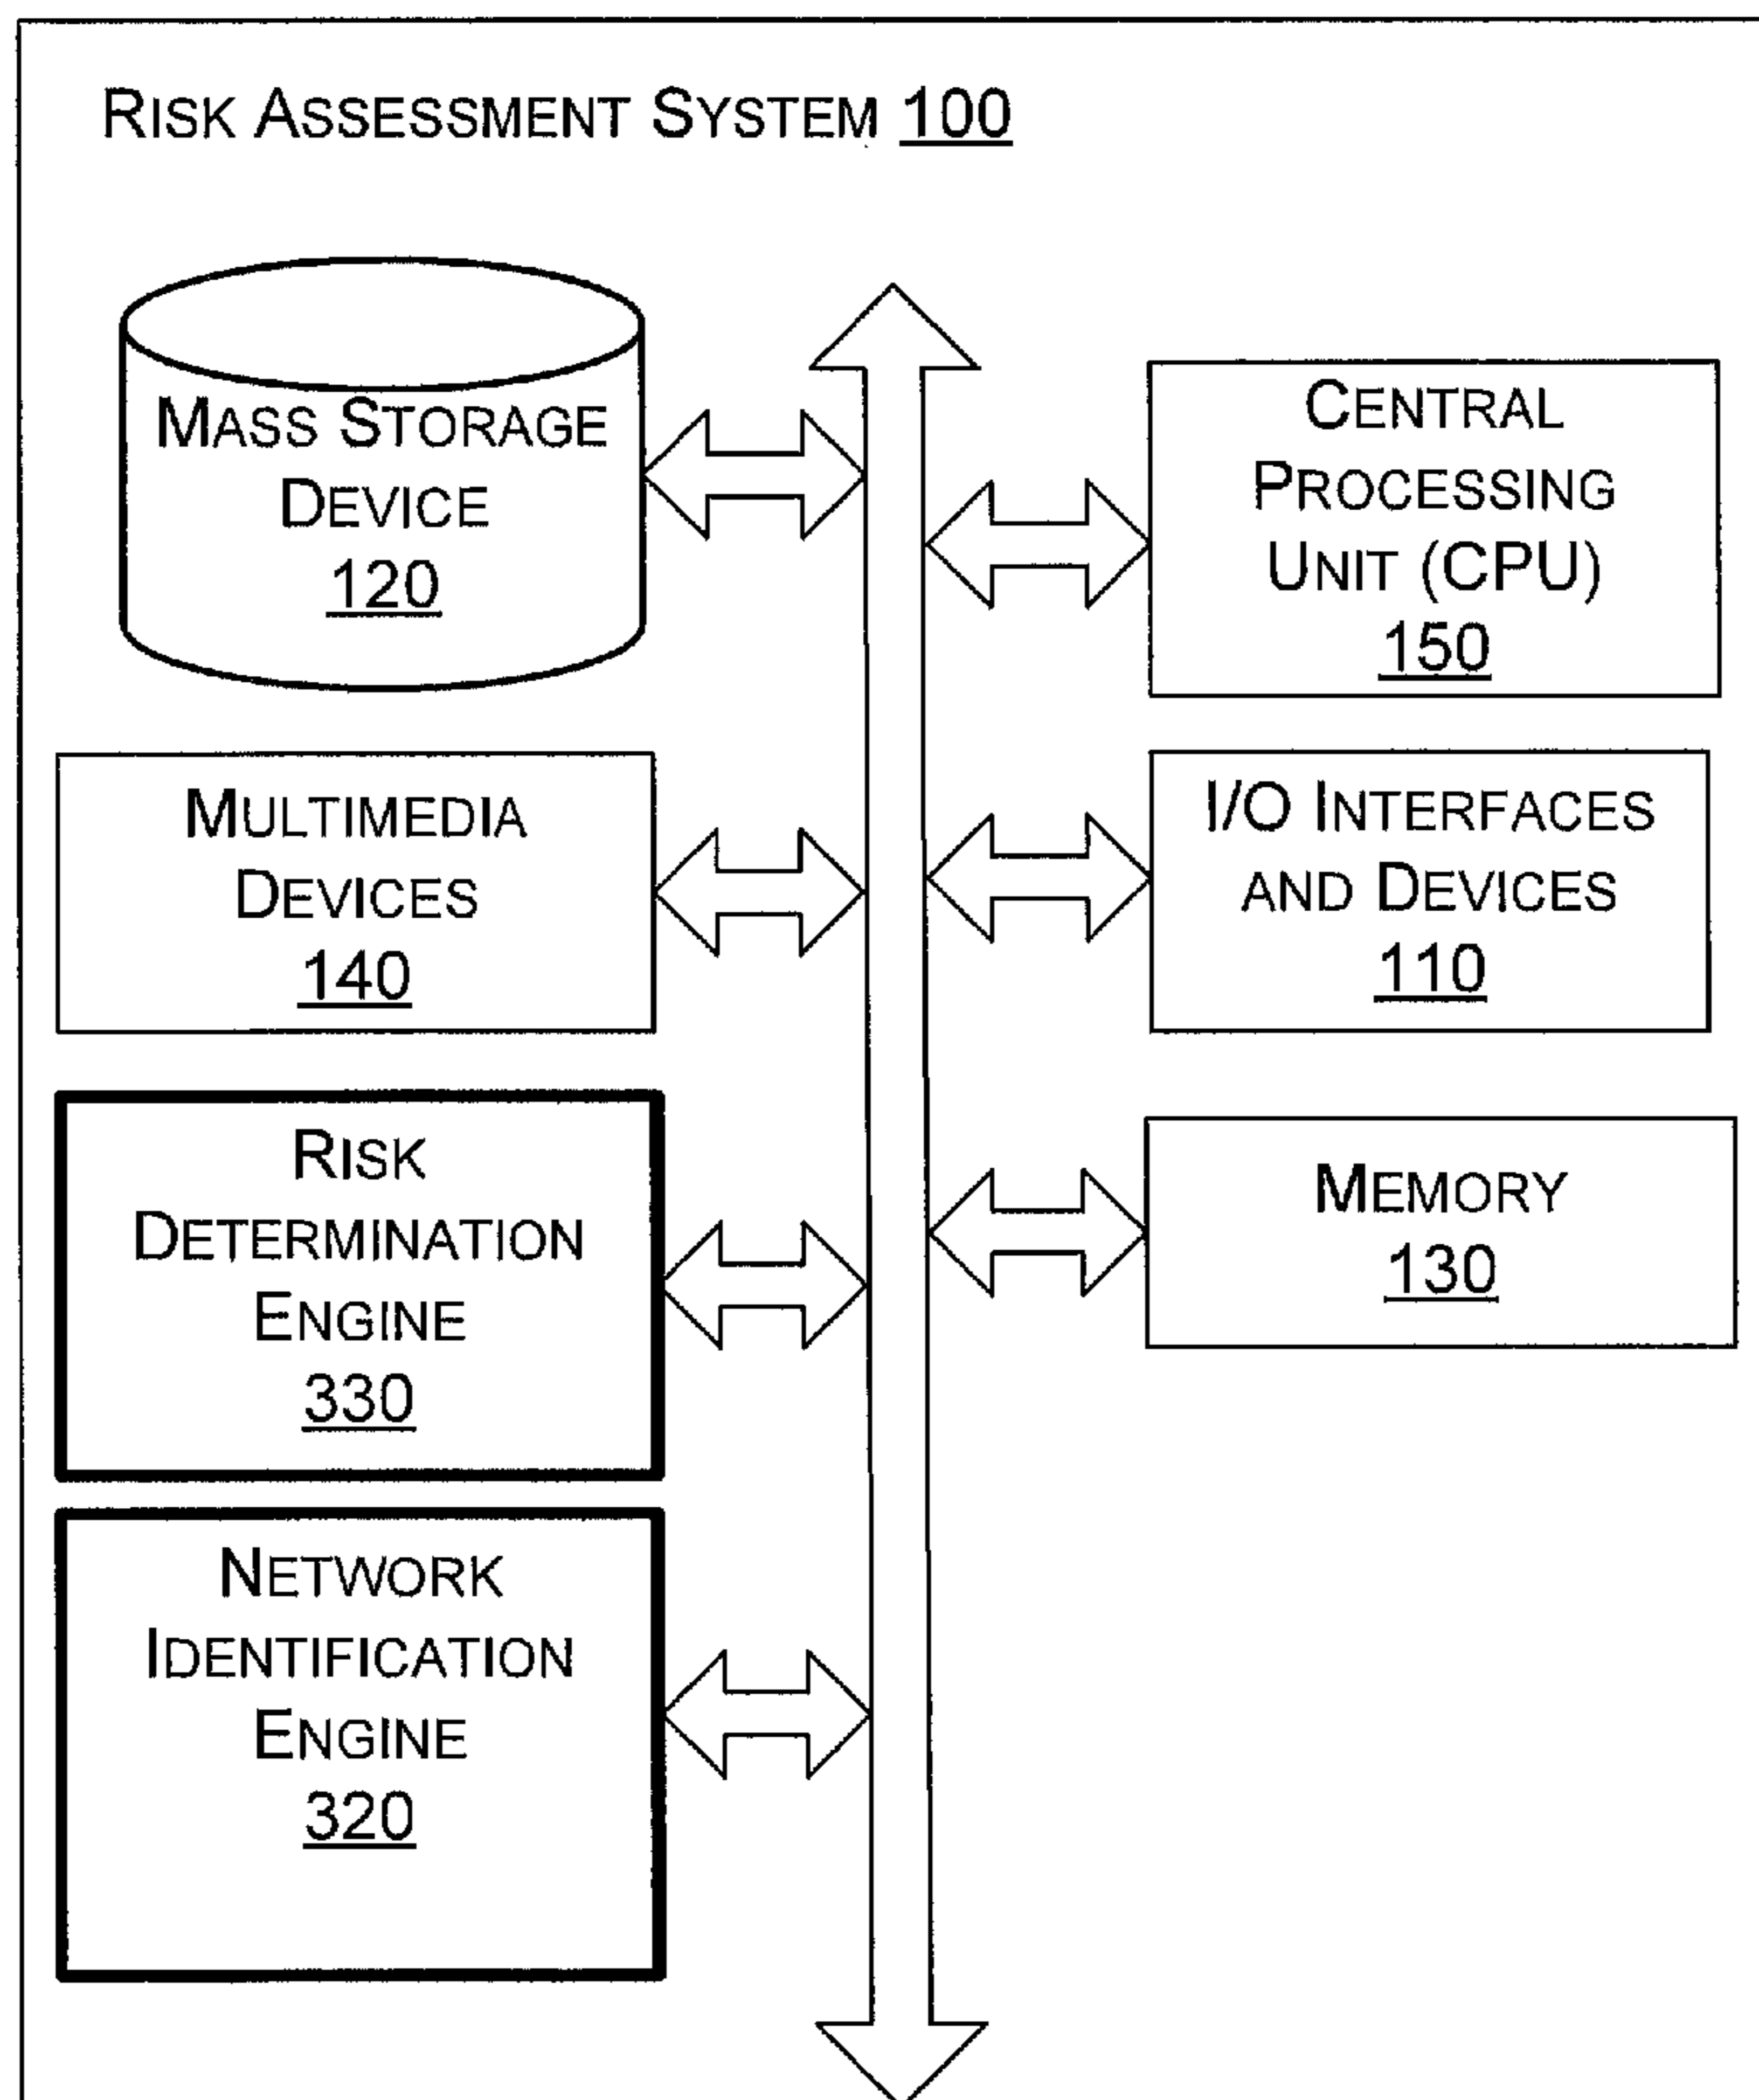 RISK ASSESSMENT SYSTEM 100
MASS STORAGE
DEVICE
120
CENTRAL
PROCESSING
UNIT (CPU)
150
MULTIMEDIA
DEVICES
140
I/O INTERFACES
AND DEVICES
110
RISK
DETERMINATION
ENGINE
330
MEMORY
130
NETWORK
IDENTIFICATION
ENGINE
320